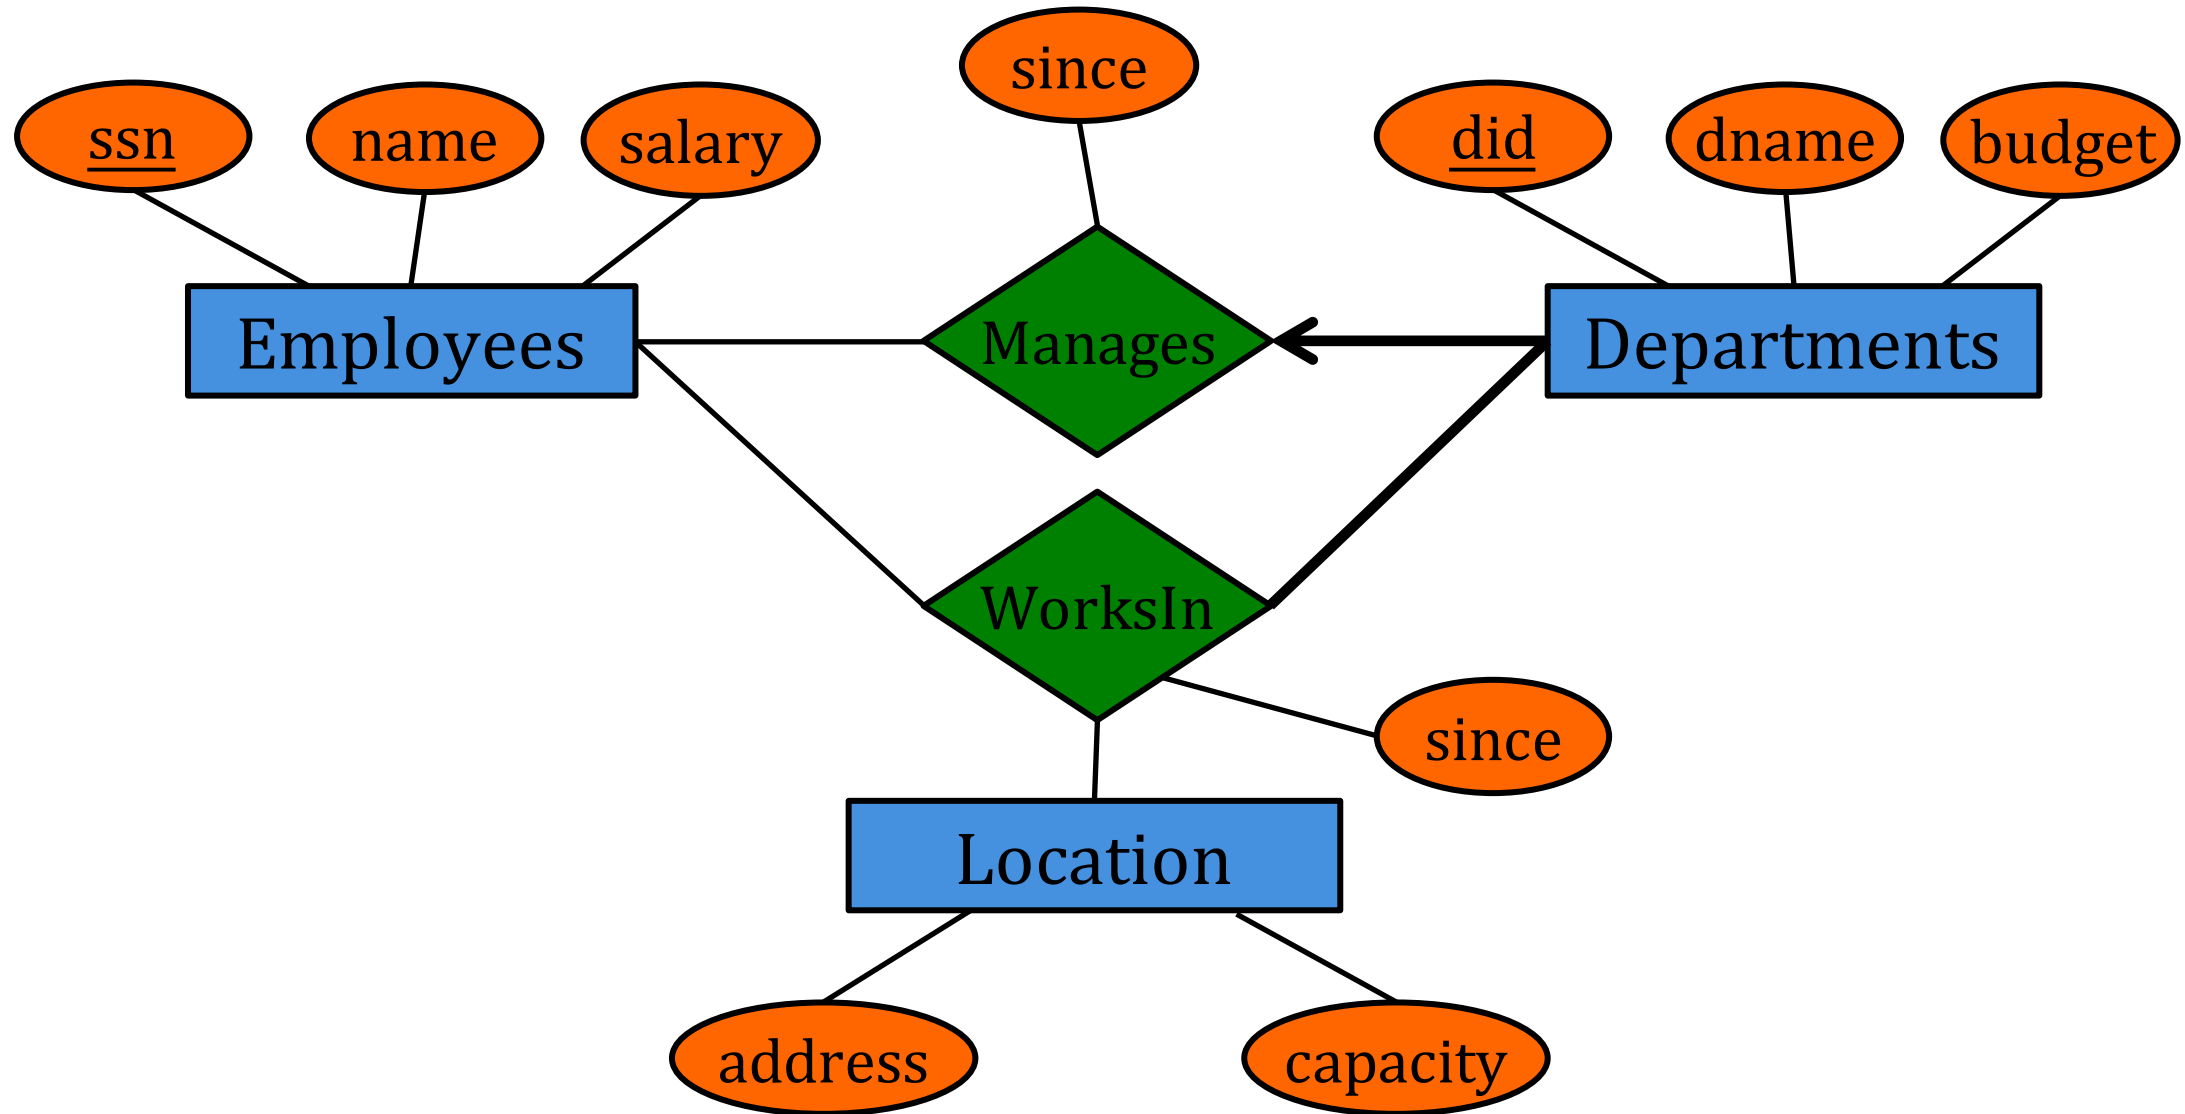 since
ssn
name
salary
did
dname
budget
Employees
Manages
Departments
WorksIn
since
Location
address
capacity